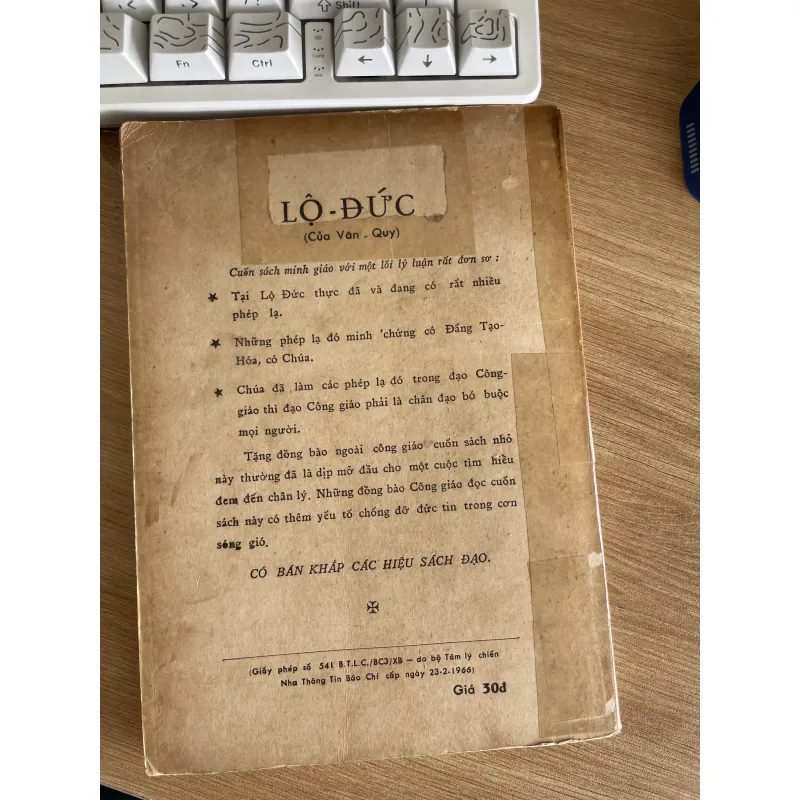 Shift
Fn
Ctrl
←
↓
→
LỘ-ĐỨC
(Của Vân - Quy)
Cuốn sách minh giáo với một lối lý luận rất đơn sơ :
★ Tại Lộ Đức thực đã và đang có rất nhiều
phép lạ.
★ Những phép lạ đó minh 'chứng có Đấng Tạo-
Hóa, có Chúa.
★ Chúa đã làm các phép lạ đó trong đạo Công-
giáo thì đạo Công giáo phải là chân đạo bó buộc
mọi người.
Tặng đồng bào ngoài công giáo cuốn sách nhỏ
này thường đã là dịp mở đầu cho một cuộc tìm hiểu
đem đến chân lý. Những đồng bào Công giáo đọc cuốn
sách này có thêm yếu tố chống đỡ đức tin trong cơn
sóng gió.
CÓ BÁN KHẮP CÁC HIỆU SÁCH ĐẠO.
✠
(Giấy phép số 541 B.T.L.C./BC3/XB — do bộ Tâm lý chiến
Nha Thông Tin Báo Chí cấp ngày 23-2-1966)
Giá 30đ